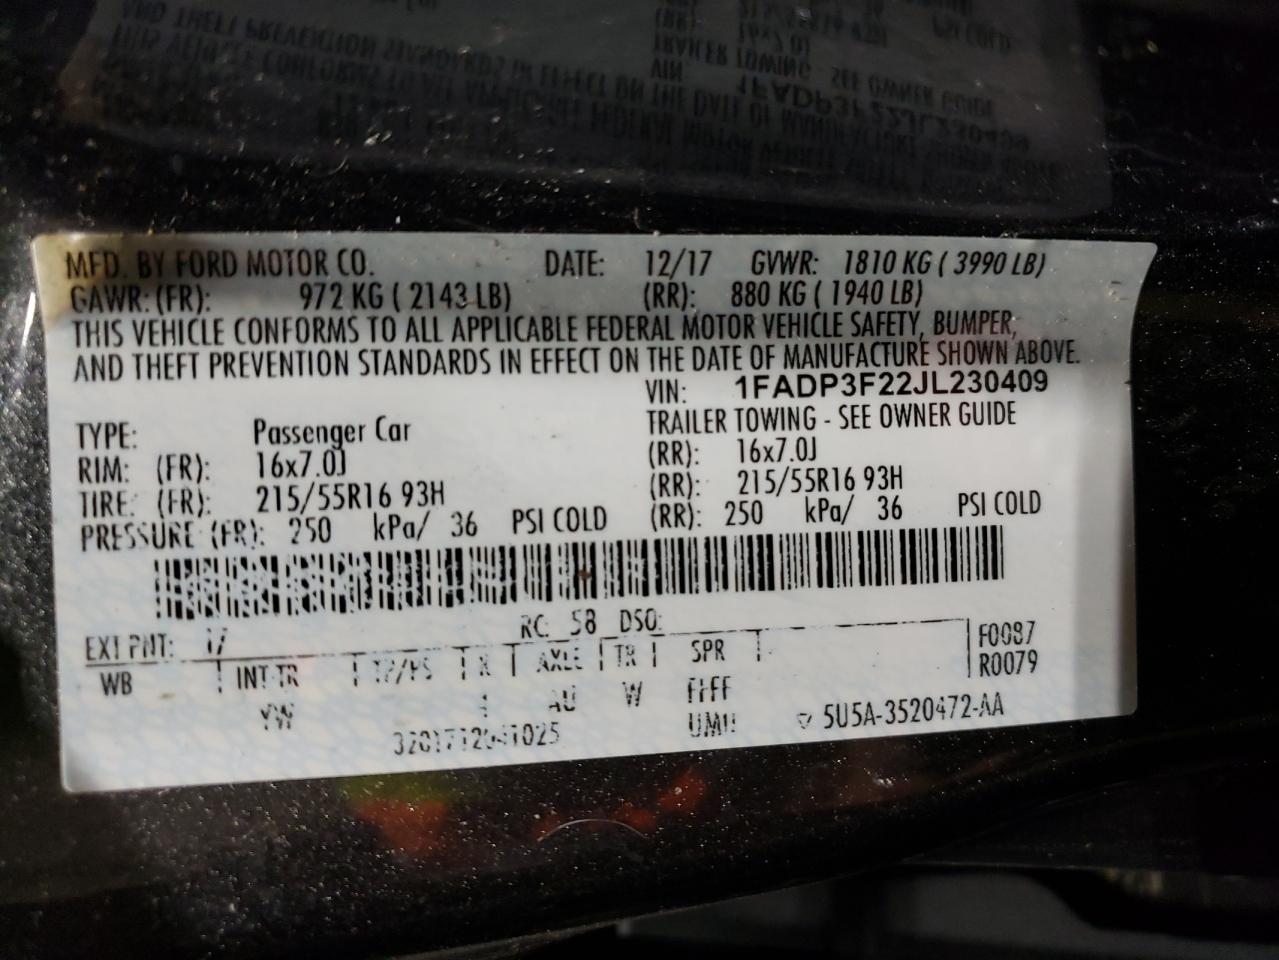 MFD. BY FORD MOTOR CO. DATE: 12/17 GVWR: 1810 KG ( 3990 LB)
GAWR: (FR): 972 KG ( 2143 LB) (RR): 880 KG ( 1940 LB)
THIS VEHICLE CONFORMS TO ALL APPLICABLE FEDERAL MOTOR VEHICLE SAFETY, BUMPER,
AND THEFT PREVENTION STANDARDS IN EFFECT ON THE DATE OF MANUFACTURE SHOWN ABOVE.
VIN: 1FADP3F22JL230409
TYPE: Passenger Car TRAILER TOWING - SEE OWNER GUIDE
RIM: (FR): 16x7.0J (RR): 16x7.0J
TIRE: (FR): 215/55R16 93H (RR): 215/55R16 93H
PRESSURE (FR): 250 kPa/ 36 PSI COLD (RR): 250 kPa/ 36 PSI COLD
EXT PNT: RC: 58 DSO: F0087
WB INT TR TP/PS R AXLE TR SPR R0079
YW AU W FFFF
5U5A-3520472-AA